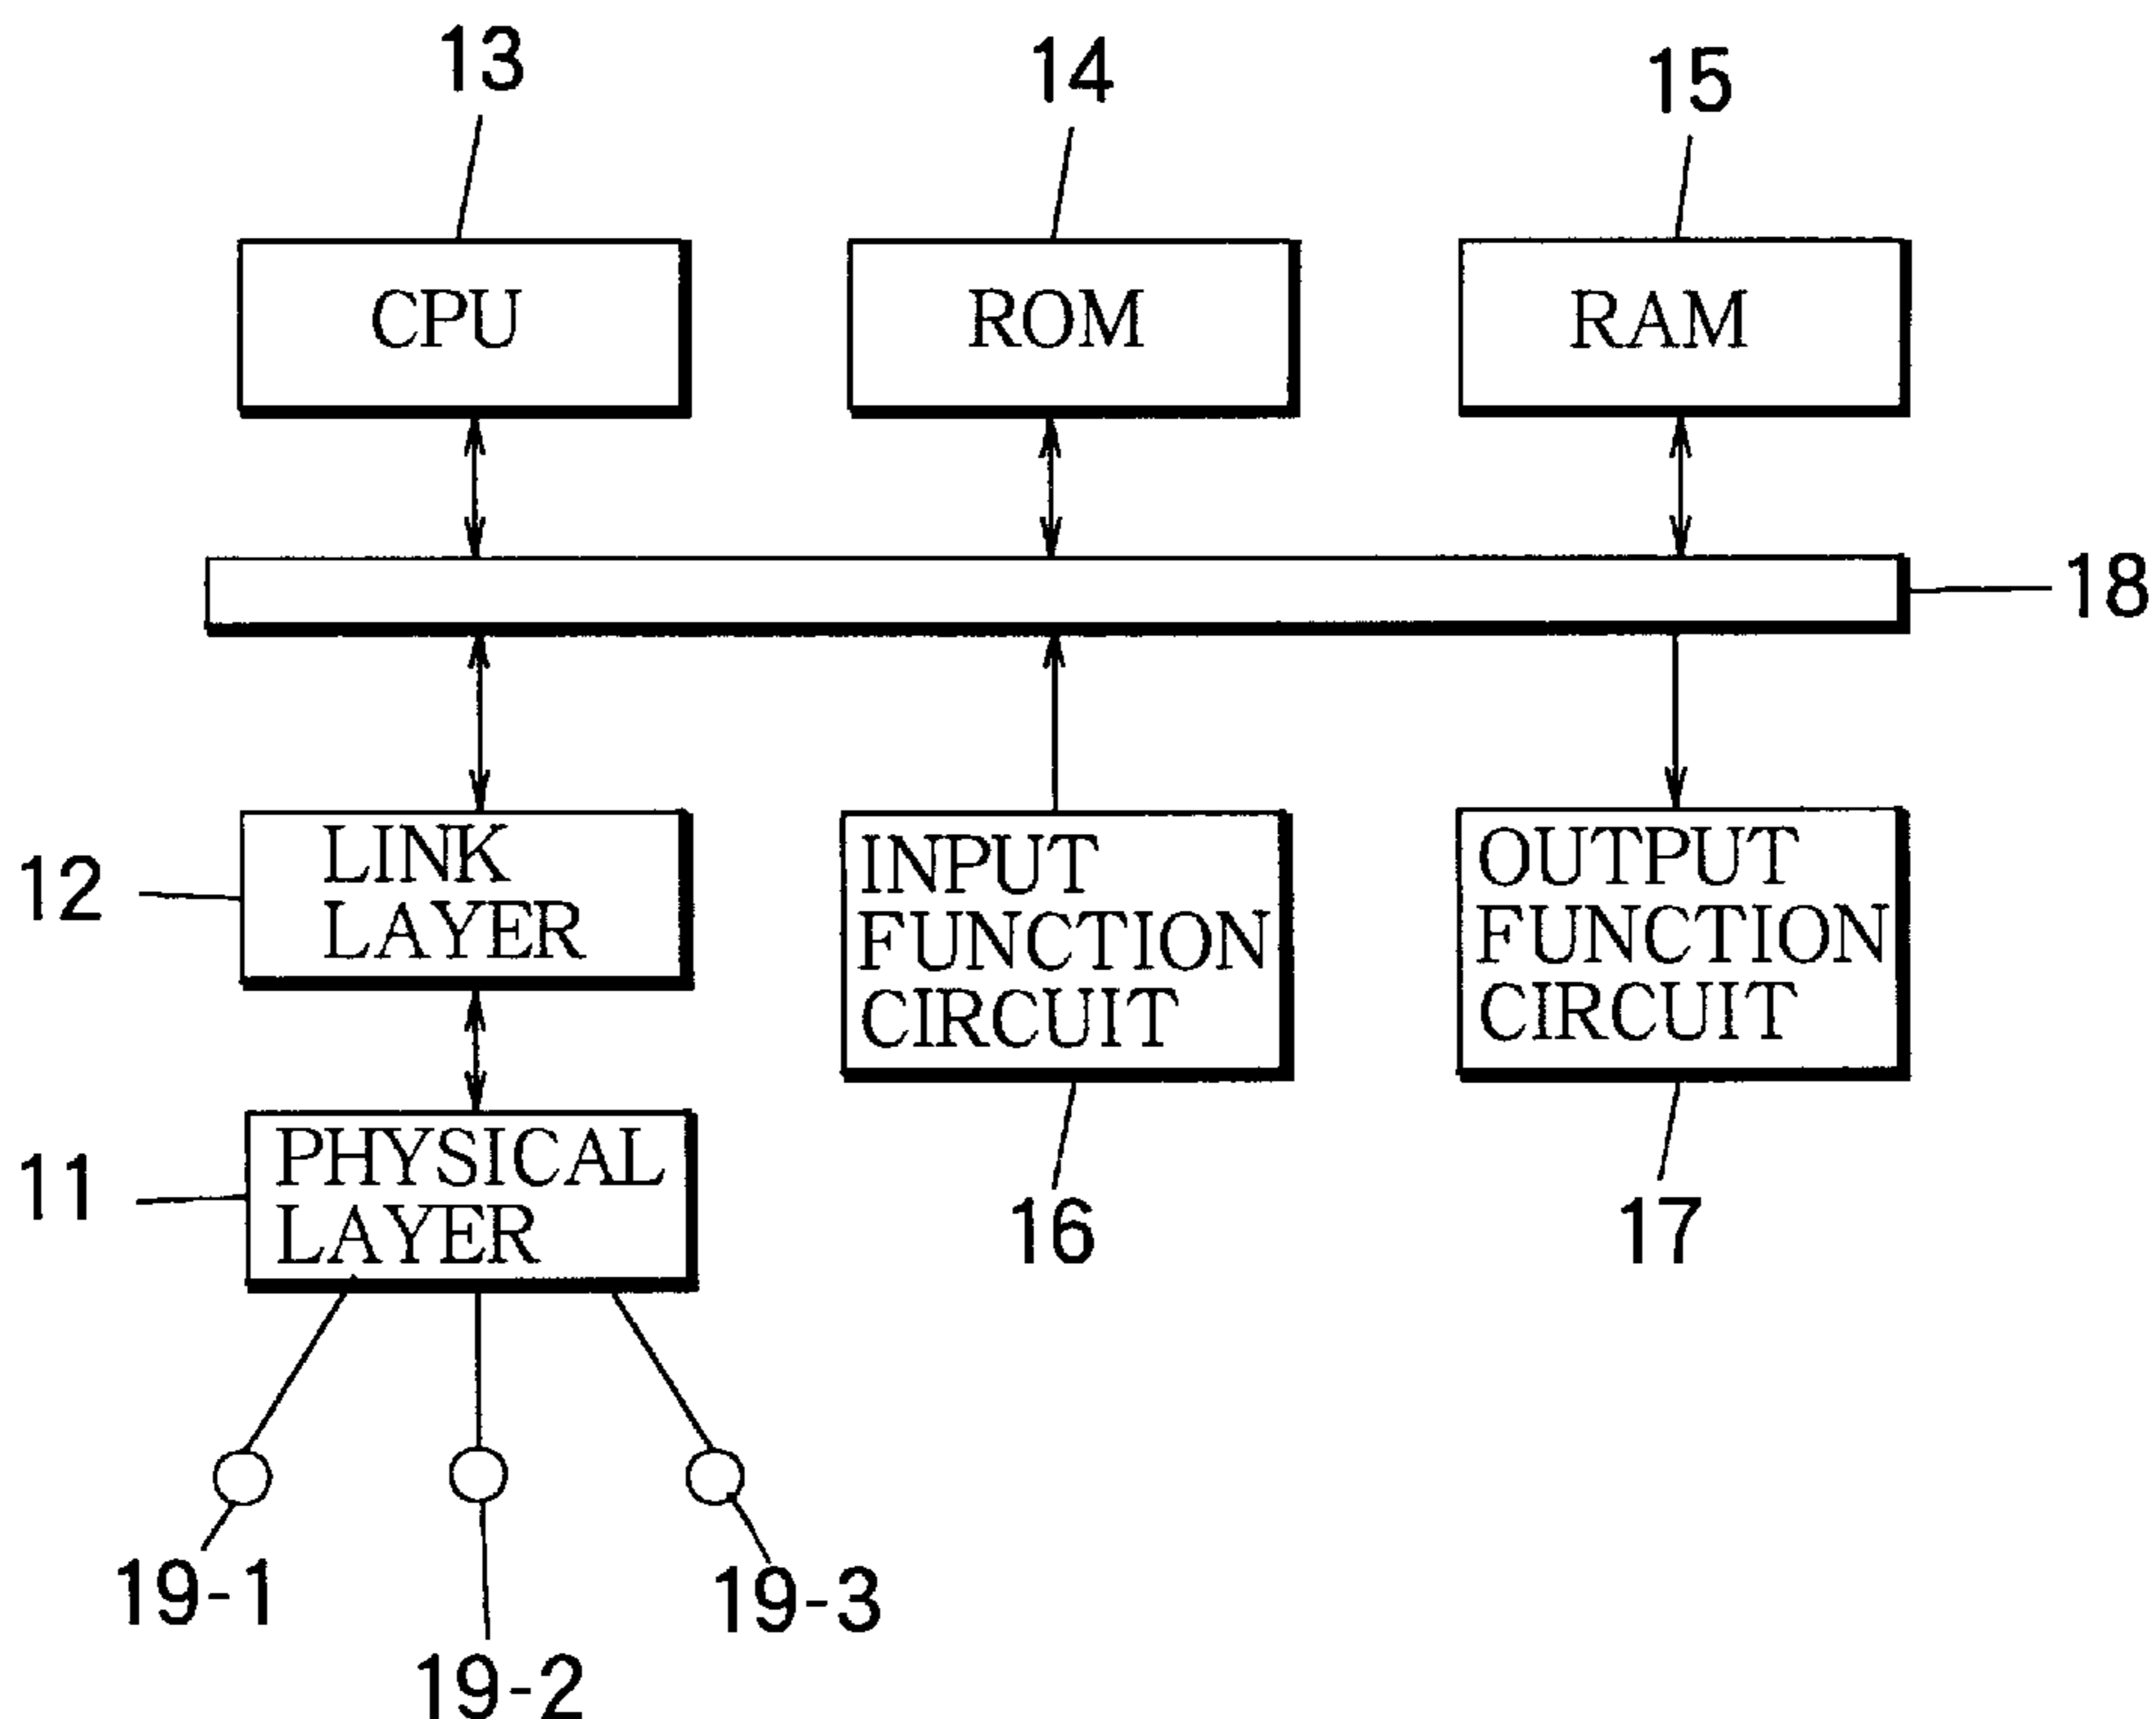 13
14
15
CPU
ROM
RAM
18
12
LINK
LAYER
INPUT
FUNCTION
CIRCUIT
OUTPUT
FUNCTION
CIRCUIT
11
PHYSICAL
LAYER
16
17
19-1
19-2
19-3